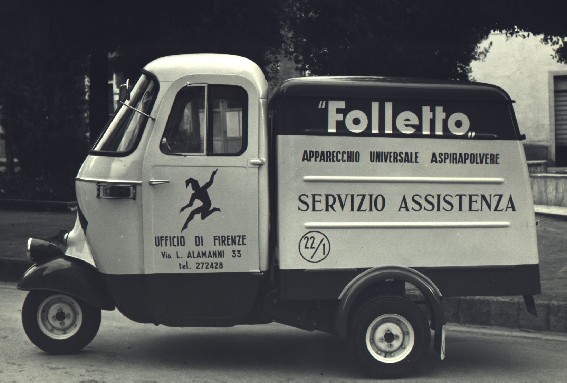 "Folletto"
APPARECCHIO UNIVERSALE ASPIRAPOLVERE
SERVIZIO ASSISTENZA
22/1
UFFICIO DI FIRENZE
Via L. ALAMANNI 33
tel. 272428